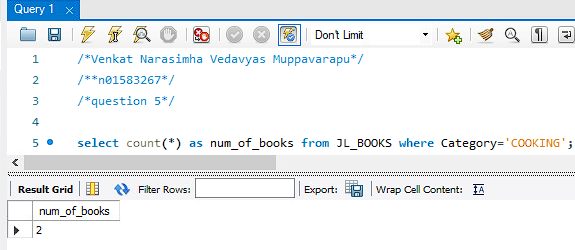 Query 1
Don't Limit
1 /*Venkat Narasimha Vedavyas Muppavarapu*/
2 /**n01583267*/
3 /*question 5*/
4
5 select count(*) as num_of_books from JL_BOOKS where Category='COOKING';
Result Grid Filter Rows: Export: Wrap Cell Content: IA
num_of_books
2